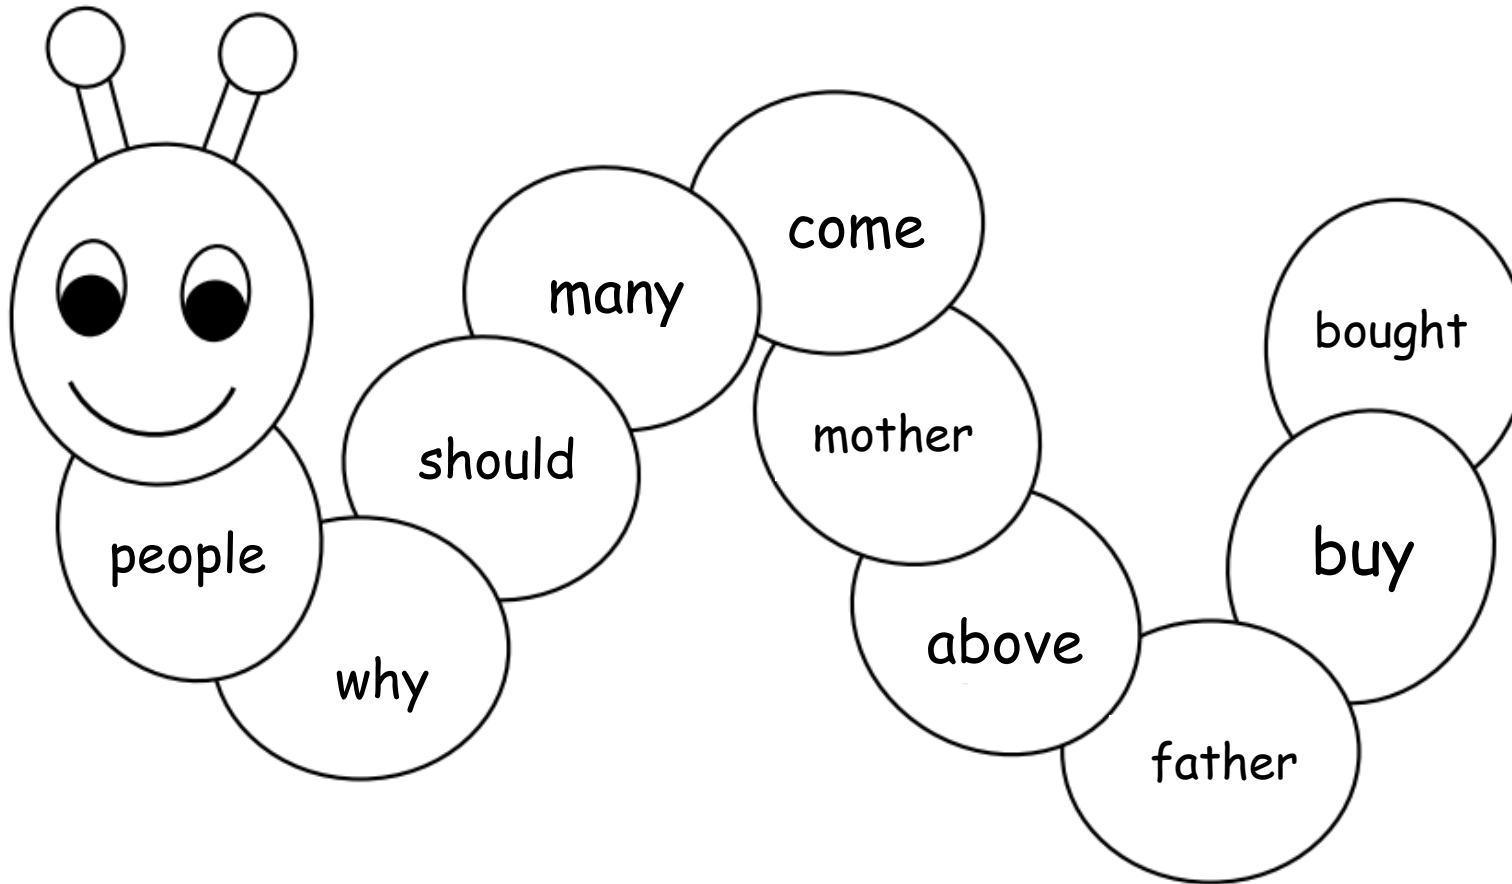 people
why
should
many
come
mother
above
father
buy
bought